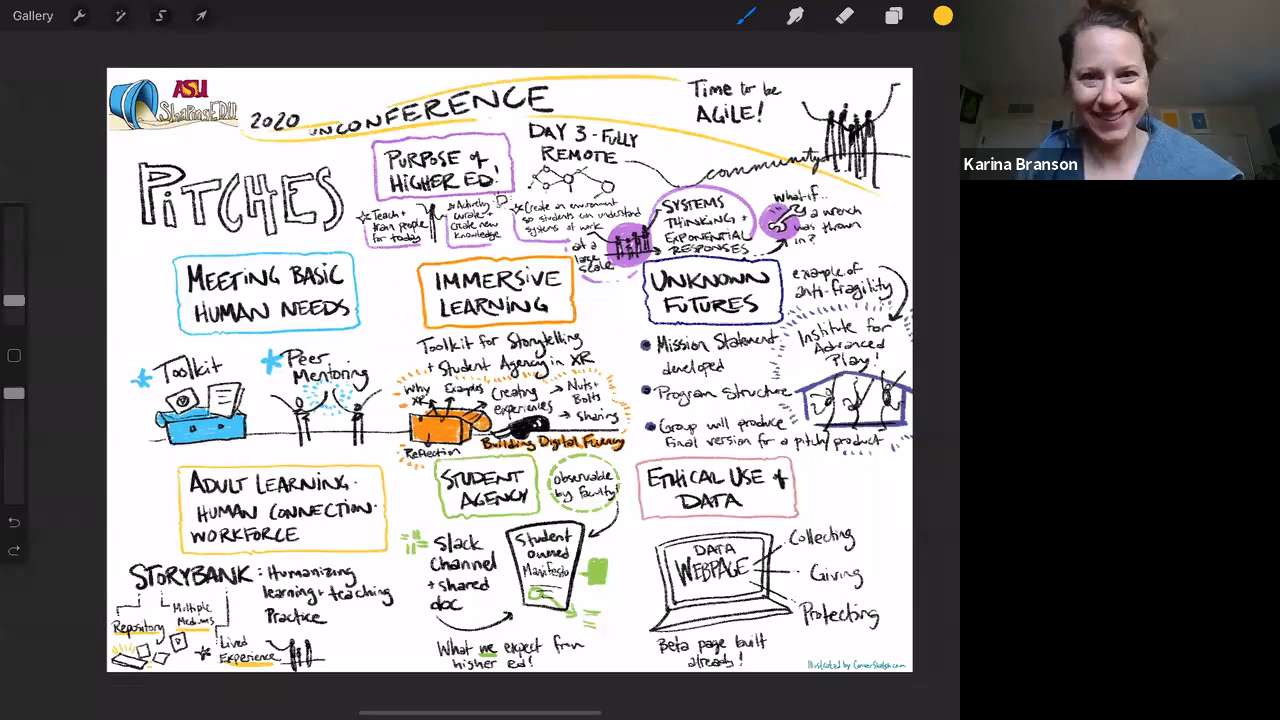 Gallery
Karina Branson
ASU
ShapingEDU
2020 UNCONFERENCE
Time to be
AGILE!
DAY 3 - FULLY
REMOTE
community
PITCHES
PURPOSE of
HIGHER ED!
Teach +
train people
for today
Actively
curate +
create new
knowledge
Create an environment
so students can understand
systems at work
at a
large
scale
SYSTEMS
THINKING +
EXPONENTIAL
RESPONSES
what if...
a wrench
was thrown
in?
MEETING BASIC
HUMAN NEEDS
Toolkit
Peer
Mentoring
IMMERSIVE
LEARNING
Toolkit for Storytelling
+ Student Agency in XR
Why
XR
Examples
Creating
experiences
Nuts +
Bolts
Sharing
Building Digital Fluency
Reflection
UNKNOWN
FUTURES
example of
anti-fragility
Mission Statement
developed
Program Structure
Group will produce
Final version for a pitch/product
Institute for
Advanced
Play!
ADULT LEARNING.
HUMAN CONNECTION.
WORKFORCE
STORYBANK: Humanizing
learning + teaching
Practice
Repository
Multiple
Mediums
Lived
Experience
STUDENT
AGENCY
observable
by faculty!
Slack
Channel
+ shared
doc
Student
Owned
Manifesto
What we expect from
higher ed!
ETHICAL USE of
DATA
DATA
WEBPAGE
Collecting
Giving
Protecting
Beta page built
already!
Illustrated by ConverSketch.com